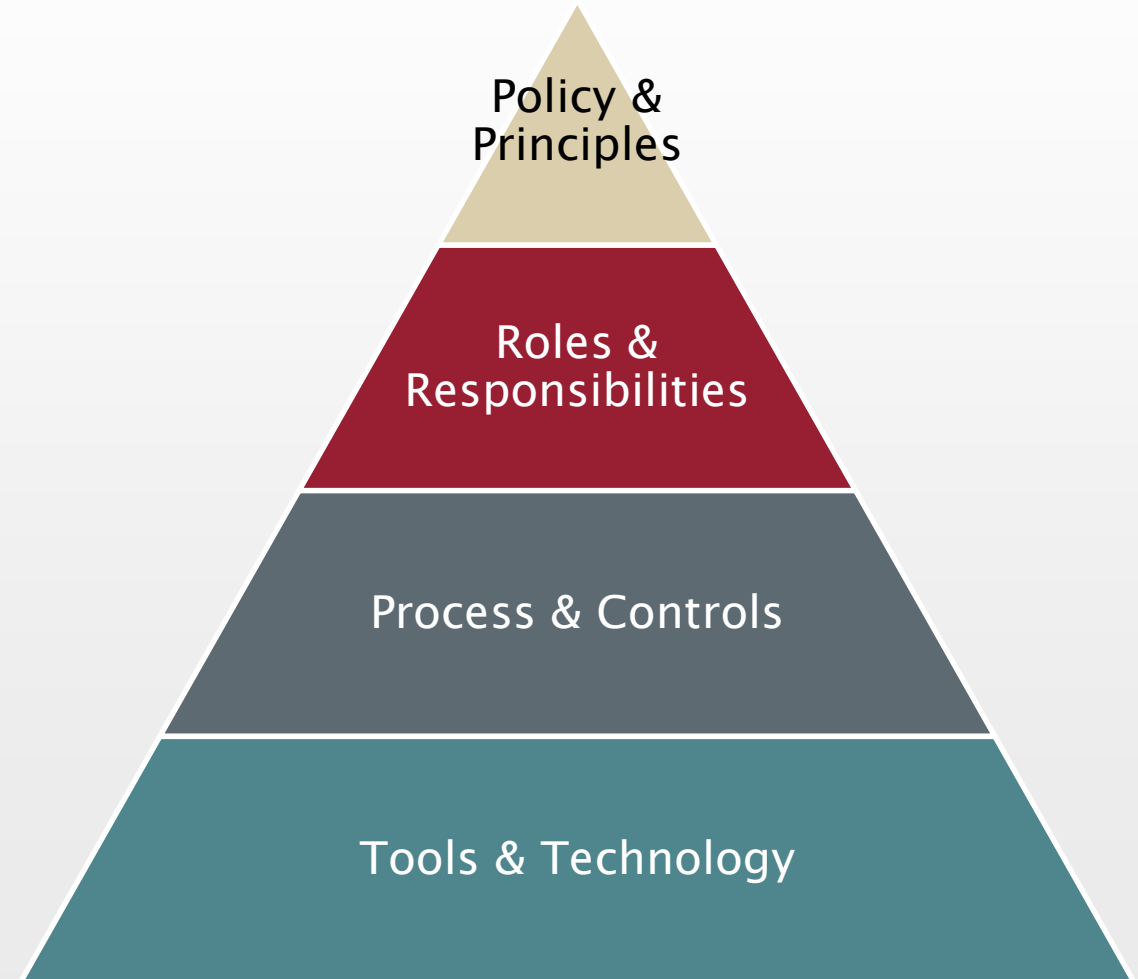 Policy &
Principles
Roles &
Responsibilities
Process & Controls
Tools & Technology